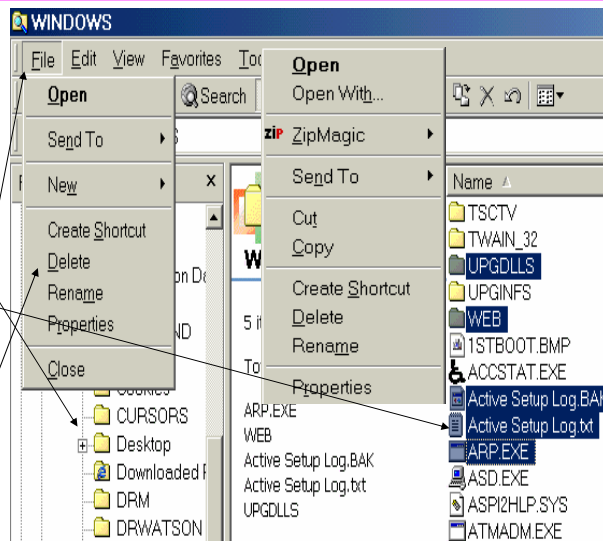 WINDOWS
File Edit View Favorites
Open
Send To
New
Create Shortcut
Delete
Rename
Properties
Close
Search
Open
Open With...
ZiP ZipMagic
Send To
Cut
Copy
Create Shortcut
Delete
Rename
Properties
x
CURSORS
Desktop
Downloaded
DRM
DRWATSON
W
5
ARP.EXE
WEB
Active Setup Log.BAK
Active Setup Log.txt
UPGDLLS
Name
TSCTV
TWAIN_32
UPGDLLS
UPGINFS
WEB
1STBOOT.BMP
ACCSTAT.EXE
Active Setup Log.BAK
Active Setup Log.txt
ARP.EXE
ASD.EXE
ASPI2HLP.SYS
ATMADM.EXE